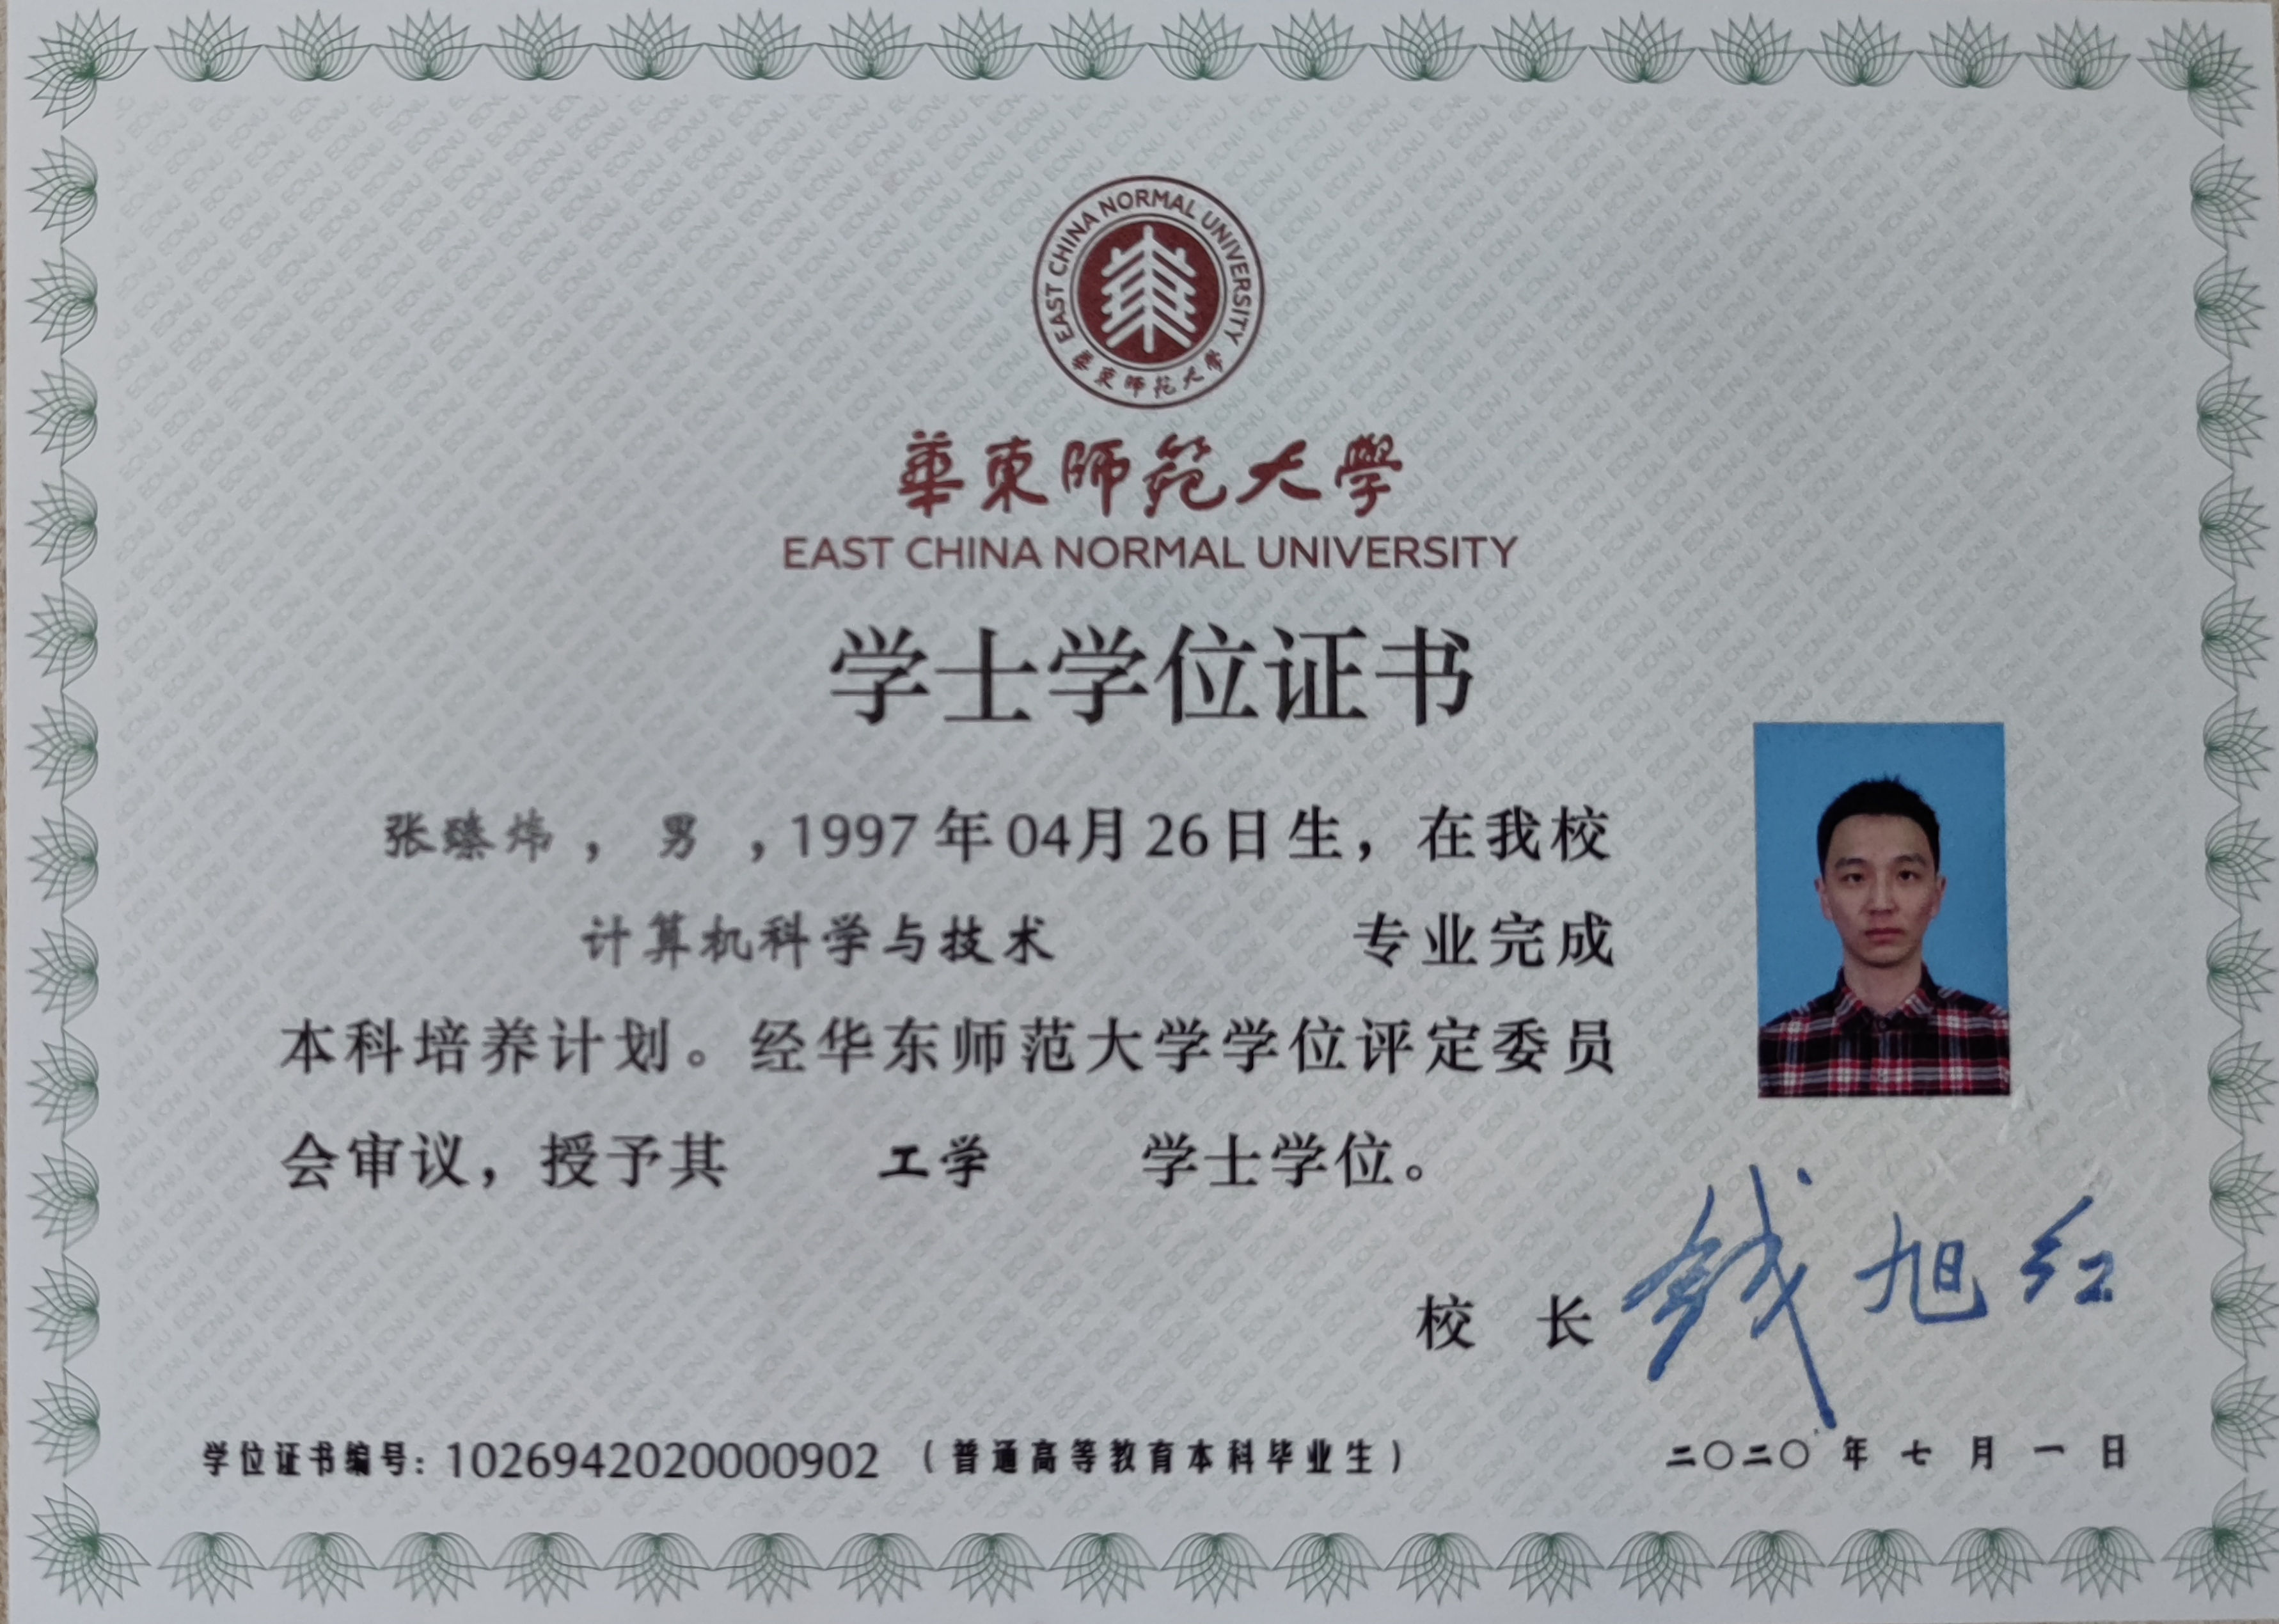 EAST CHINA NORMAL UNIVERSITY
華東師范大學
華東師範大學
EAST CHINA NORMAL UNIVERSITY
学士学位证书
张臻炜，男，1997年04月26日生，在我校
计算机科学与技术 专业完成
本科培养计划。经华东师范大学学位评定委员
会审议，授予其 工学 学士学位。
校 长 钱旭红
学位证书编号：1026942020000902（普通高等教育本科毕业生）
二〇二〇年七月一日